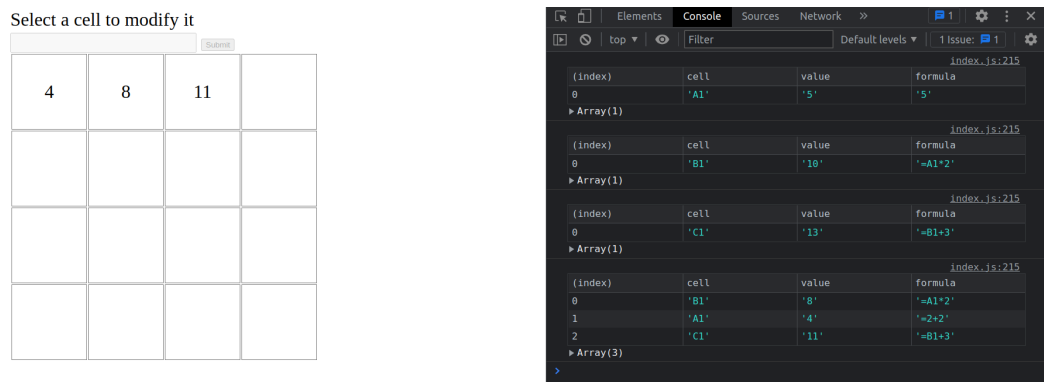 Select a cell to modify it
Submit
4 8 11
Elements Console Sources Network » 1
top ▼ Filter Default levels ▼ 1 Issue: 1
index.js:215
(index) cell value formula
0 'A1' '5' '5'
▶ Array(1)
index.js:215
(index) cell value formula
0 'B1' '10' '=A1*2'
▶ Array(1)
index.js:215
(index) cell value formula
0 'C1' '13' '=B1+3'
▶ Array(1)
index.js:215
(index) cell value formula
0 'B1' '8' '=A1*2'
1 'A1' '4' '=2+2'
2 'C1' '11' '=B1+3'
▶ Array(3)